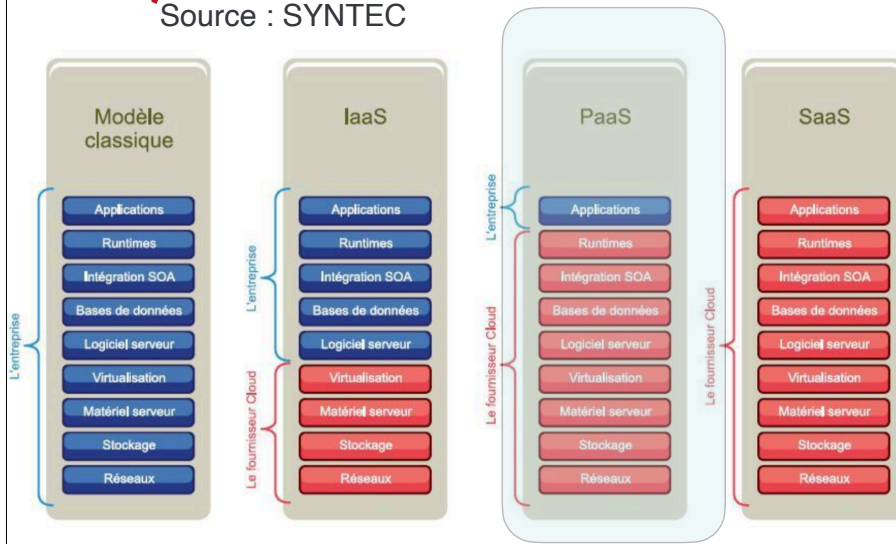 Source : SYNTEC
Modèle
classique
L'entreprise
Applications
Runtimes
Intégration SOA
Bases de données
Logiciel serveur
Virtualisation
Matériel serveur
Stockage
Réseaux
IaaS
L'entreprise
Applications
Runtimes
Intégration SOA
Bases de données
Logiciel serveur
Le fournisseur Cloud
Virtualisation
Matériel serveur
Stockage
Réseaux
PaaS
L'entreprise
Applications
Le fournisseur Cloud
Runtimes
Intégration SOA
Bases de données
Logiciel serveur
Virtualisation
Matériel serveur
Stockage
Réseaux
SaaS
Le fournisseur Cloud
Applications
Runtimes
Intégration SOA
Bases de données
Logiciel serveur
Virtualisation
Matériel serveur
Stockage
Réseaux